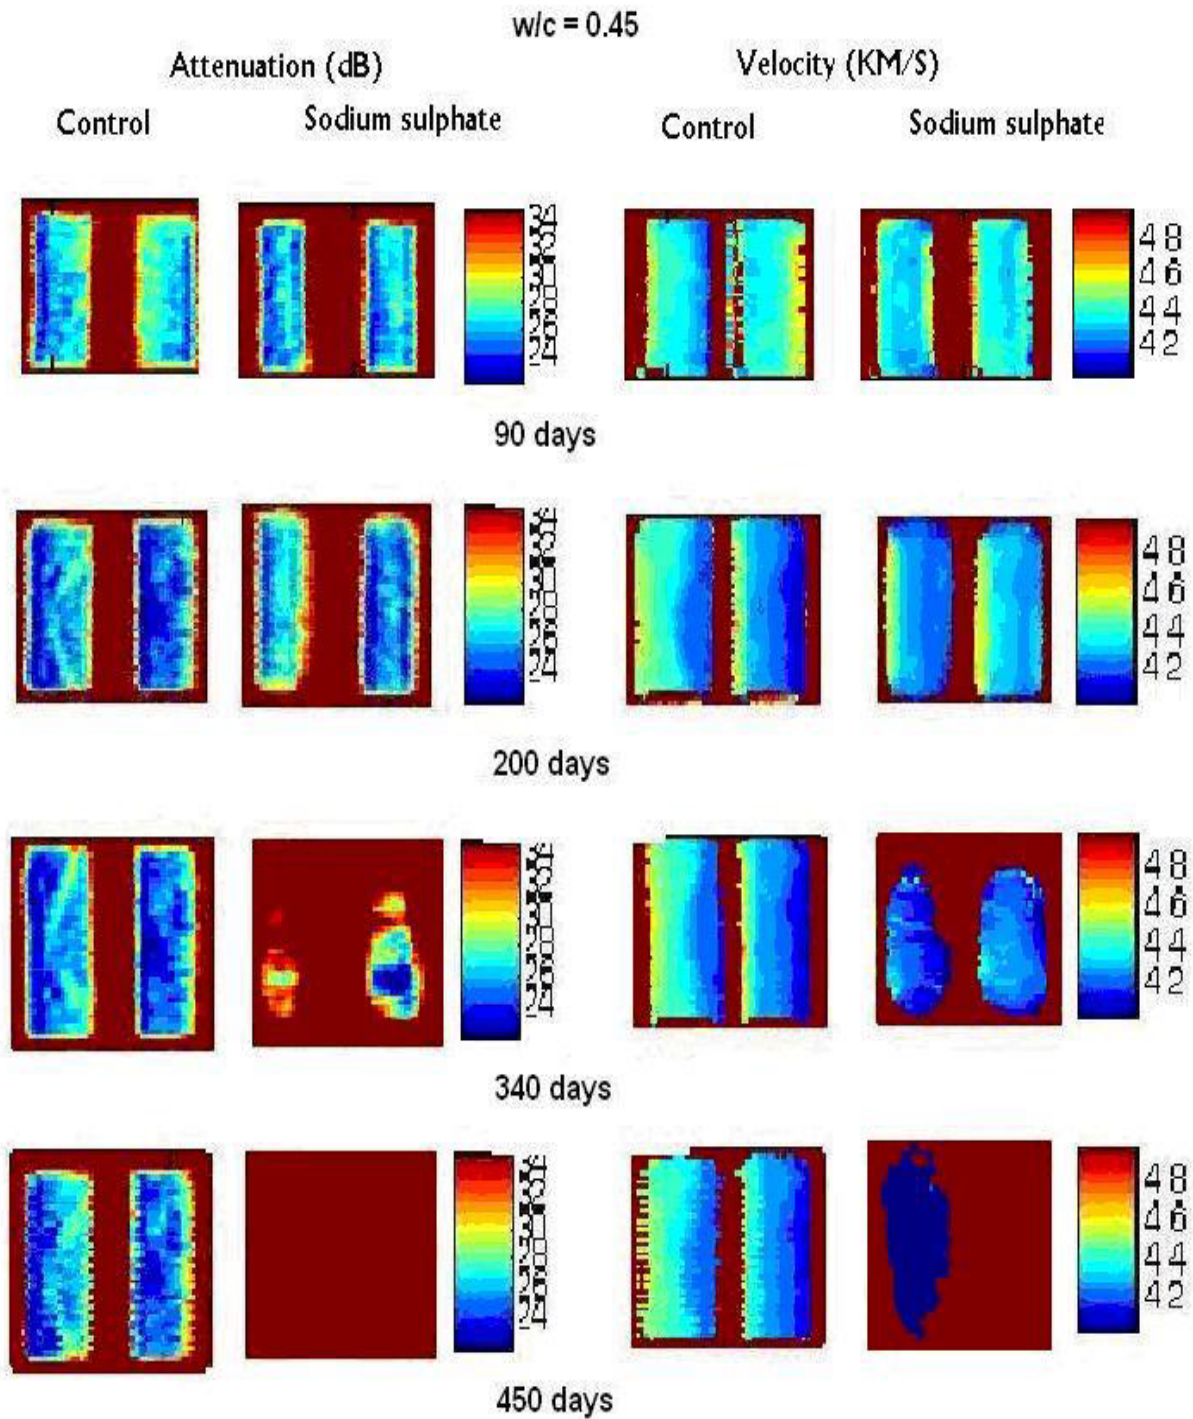 w/c = 0.45
Attenuation (dB)
Velocity (KM/S)
Control
Sodium sulphate
Control
Sodium sulphate
48
46
44
42
90 days
48
46
44
42
200 days
48
46
44
42
340 days
48
46
44
42
450 days